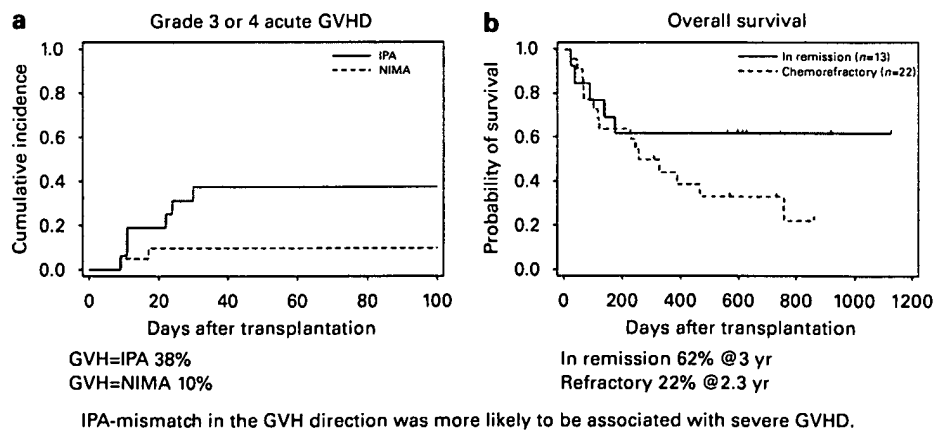 a
Grade 3 or 4 acute GVHD
1.0
0.8
0.6
0.4
0.2
0.0
Cumulative incidence
IPA
NIMA
0 20 40 60 80 100
Days after transplantation
GVH=IPA 38%
GVH=NIMA 10%
b
Overall survival
1.0
0.8
0.6
0.4
0.2
0.0
Probability of survival
In remission (n=13)
Chemorefractory (n=22)
0 200 400 600 800 1000 1200
Days after transplantation
In remission 62% @3 yr
Refractory 22% @2.3 yr
IPA-mismatch in the GVH direction was more likely to be associated with severe GVHD.